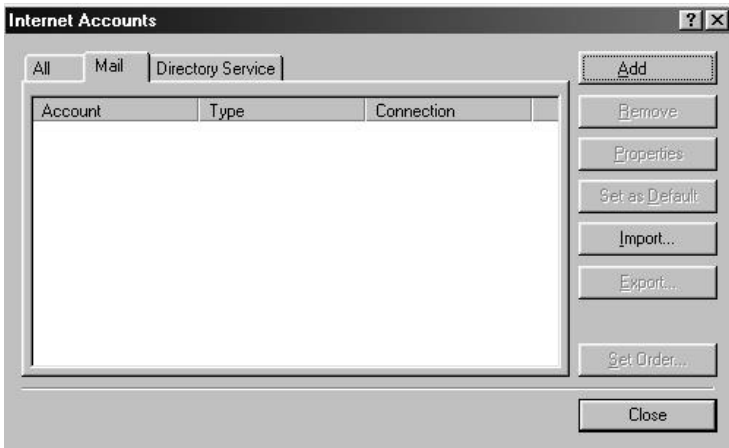 Internet Accounts
All Mail Directory Service
Account Type Connection
Add
Remove
Properties
Set as Default
Import...
Export...
Set Order...
Close